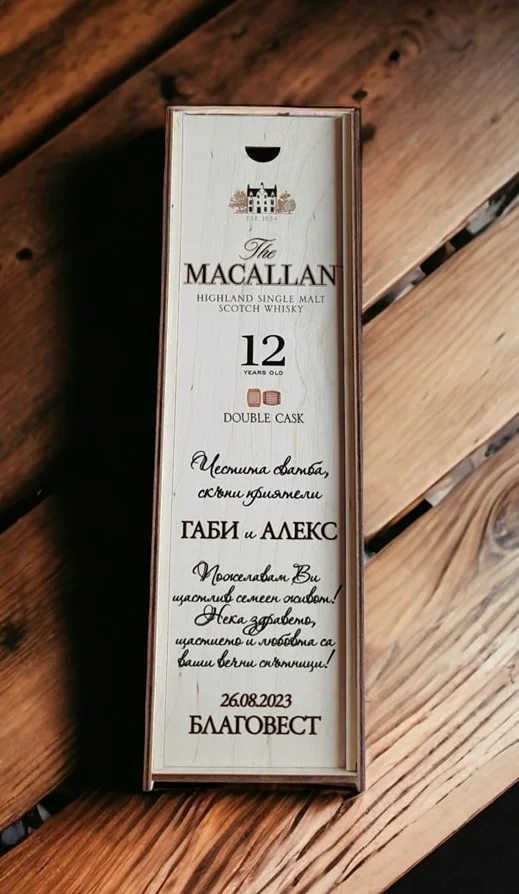 EST. 1824
The
MACALLAN
HIGHLAND SINGLE MALT
SCOTCH WHISKY
12
YEARS OLD
DOUBLE CASK
Честита сватба,
скъпи приятели
ГАБИ и АЛЕКС
Пожелавам Ви
щастлив семеен живот!
Нека здравето,
щастието и любовта са
ваши вечни спътници!
26.08.2023
БЛАГОВЕСТ